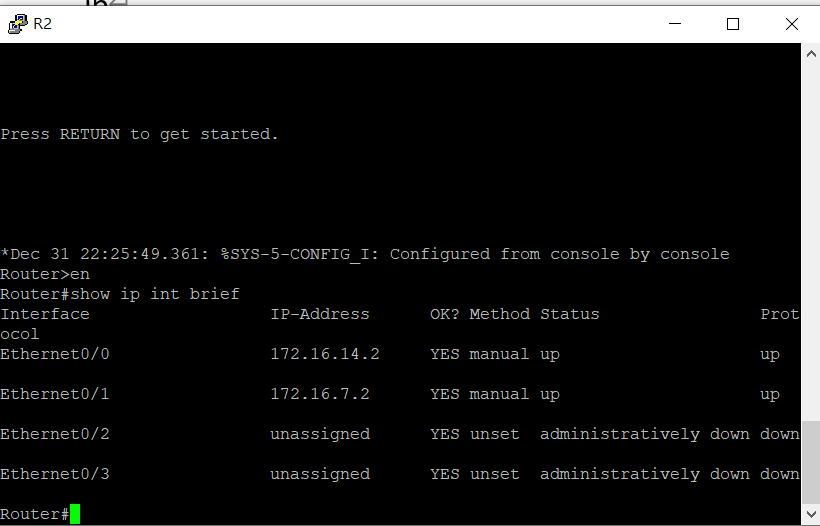 R2
Press RETURN to get started.
*Dec 31 22:25:49.361: %SYS-5-CONFIG_I: Configured from console by console
Router>en
Router#show ip int brief
Interface                  IP-Address      OK? Method Status                Prot
ocol
Ethernet0/0                172.16.14.2     YES manual up                    up
Ethernet0/1                172.16.7.2      YES manual up                    up
Ethernet0/2                unassigned      YES unset  administratively down down
Ethernet0/3                unassigned      YES unset  administratively down down
Router#